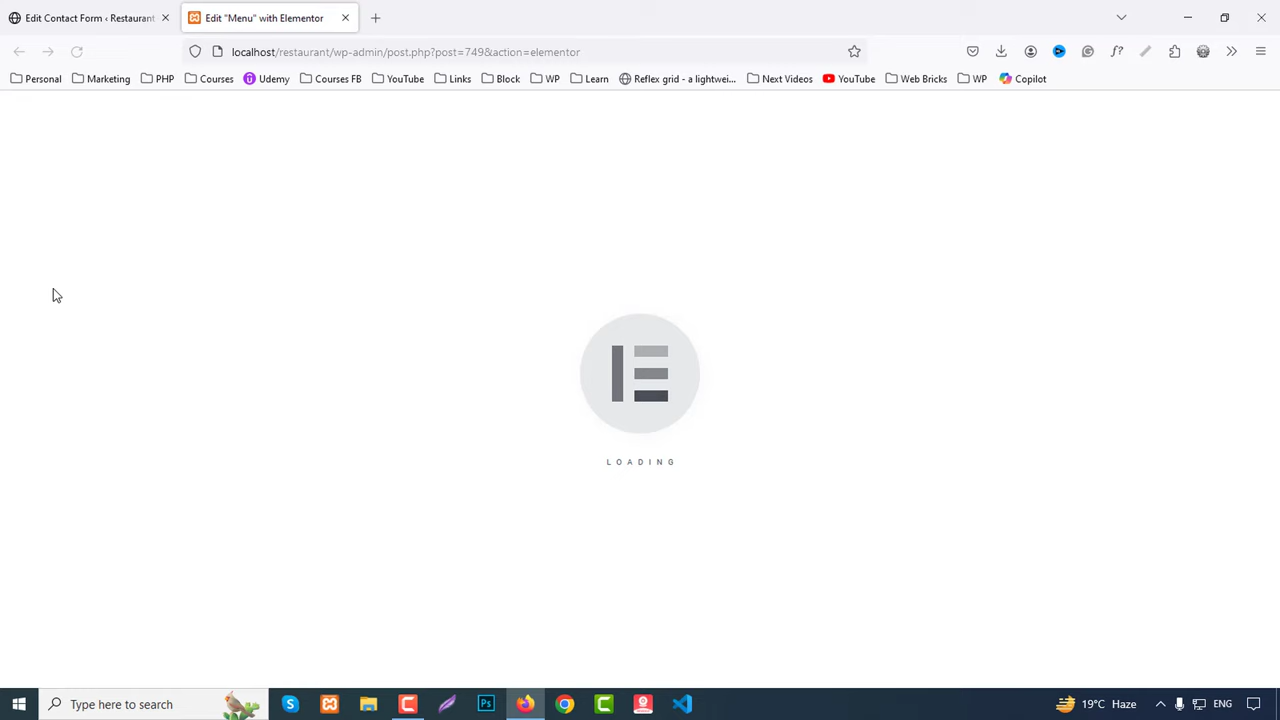 Edit Contact Form ‹ Restaurant
Edit "Menu" with Elementor
localhost/restaurant/wp-admin/post.php?post=749&action=elementor
Personal
Marketing
PHP
Courses
Udemy
Courses FB
YouTube
Links
Block
WP
Learn
Reflex grid - a lightwei...
Next Videos
YouTube
Web Bricks
WP
Copilot
LOADING
Type here to search
19°C Haze
ENG